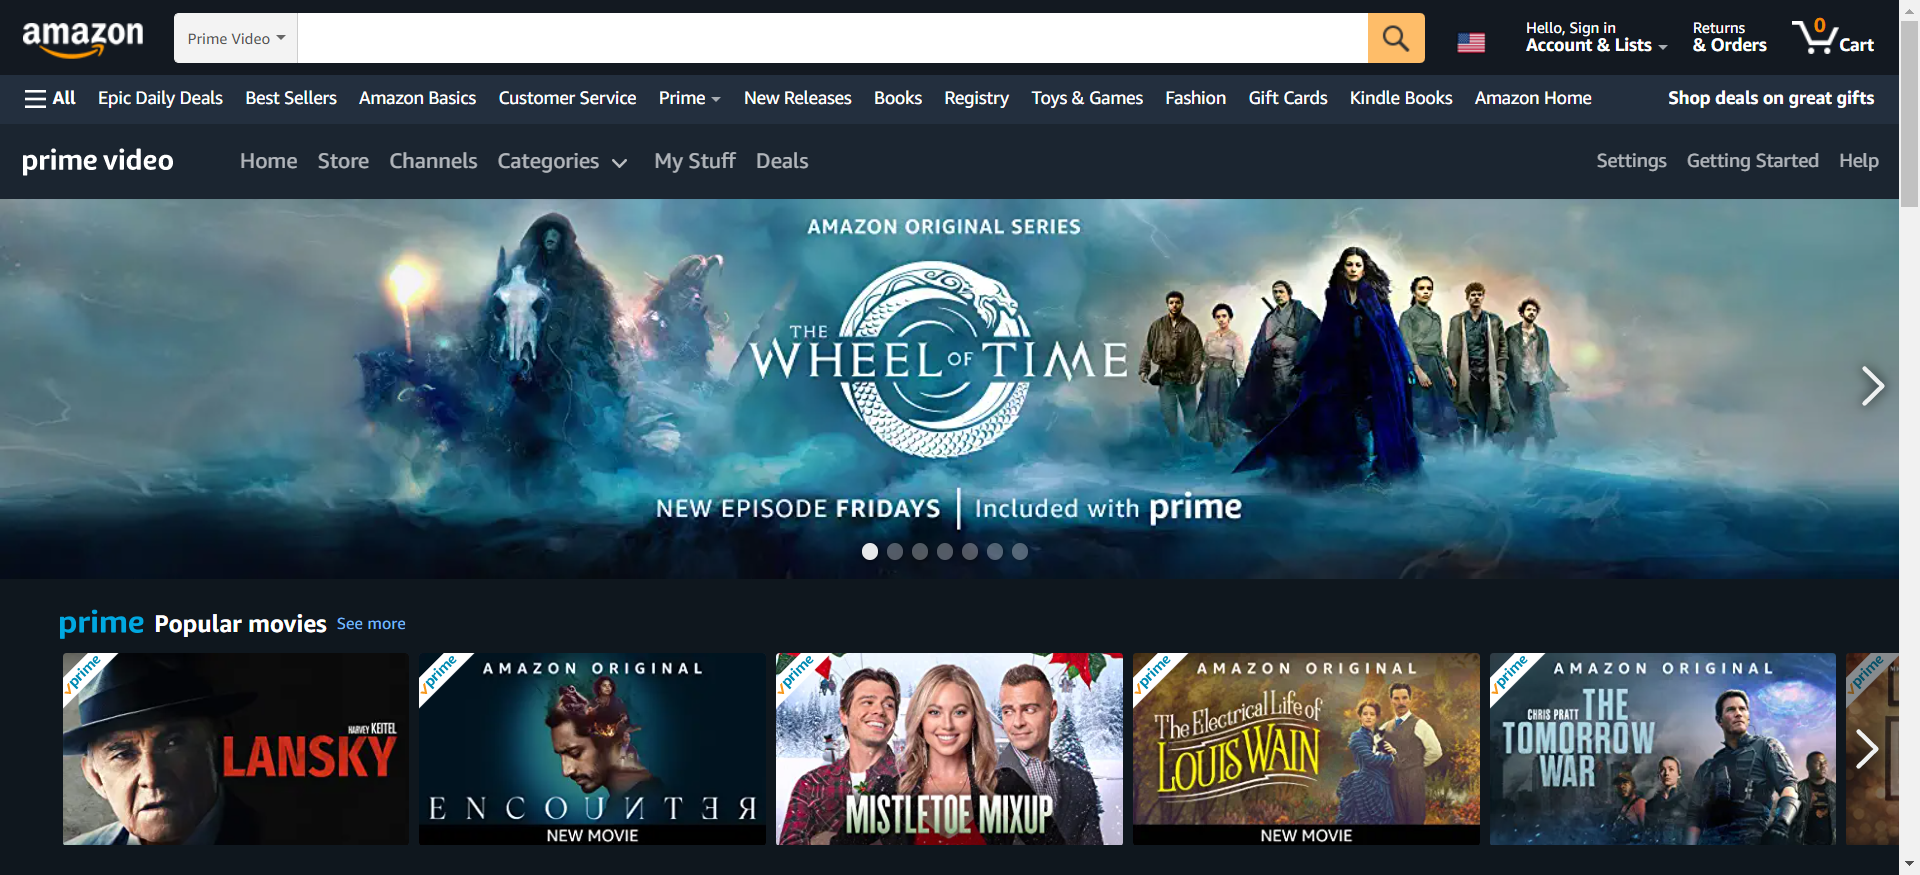 amazon
Prime Video
Hello, Sign in
Account & Lists
Returns
& Orders
0
Cart
All
Epic Daily Deals
Best Sellers
Amazon Basics
Customer Service
Prime
New Releases
Books
Registry
Toys & Games
Fashion
Gift Cards
Kindle Books
Amazon Home
Shop deals on great gifts
prime video
Home
Store
Channels
Categories
My Stuff
Deals
Settings
Getting Started
Help
AMAZON ORIGINAL SERIES
THE
WHEEL OF TIME
NEW EPISODE FRIDAYS
Included with prime
prime Popular movies See more
prime
HARVEY KEITEL
LANSKY
prime
AMAZON ORIGINAL
ENCOUNTER
NEW MOVIE
prime
MISTLETOE MIXUP
prime
AMAZON ORIGINAL
The Electrical Life of
LOUIS WAIN
NEW MOVIE
prime
AMAZON ORIGINAL
CHRIS PRATT
THE
TOMORROW
WAR
prime